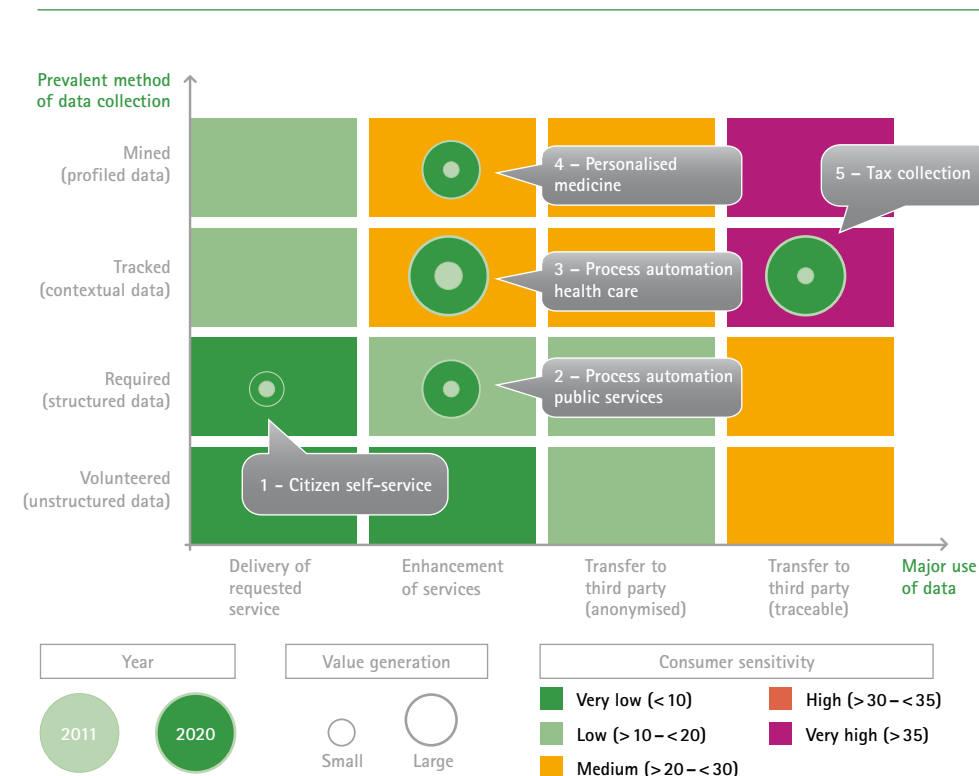 Prevalent method
of data collection
Mined
(profiled data)
4 – Personalised
medicine
5 – Tax collection
Tracked
(contextual data)
3 – Process automation
health care
Required
(structured data)
2 – Process automation
public services
Volunteered
(unstructured data)
1 – Citizen self-service
Delivery of
requested
service
Enhancement
of services
Transfer to
third party
(anonymised)
Transfer to
third party
(traceable)
Major use
of data
Year
Value generation
Consumer sensitivity
2011
2020
Small
Large
Very low (<10)
Low (>10–<20)
Medium (>20–<30)
High (>30–<35)
Very high (>35)